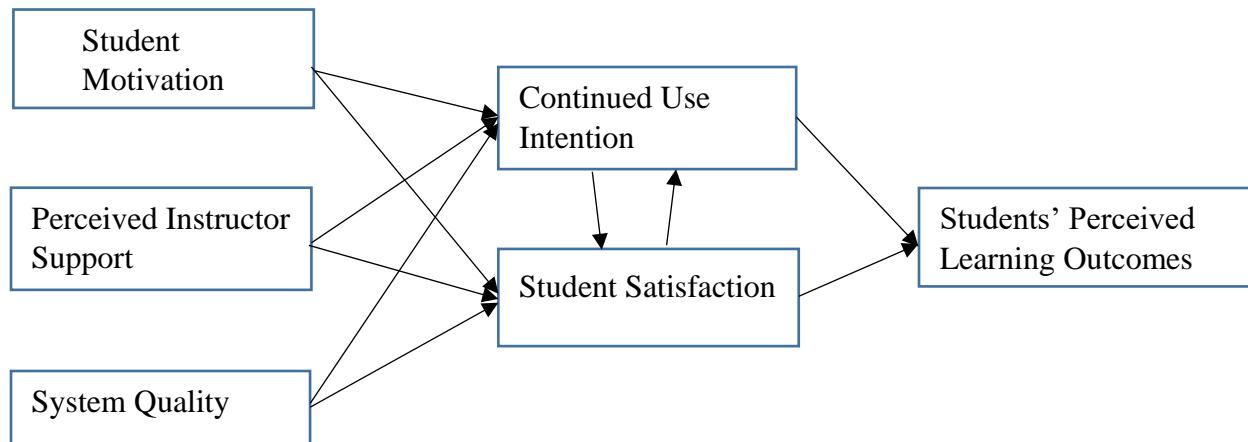 Student
Motivation
Continued Use
Intention
Perceived Instructor
Support
Students’ Perceived
Learning Outcomes
Student Satisfaction
System Quality